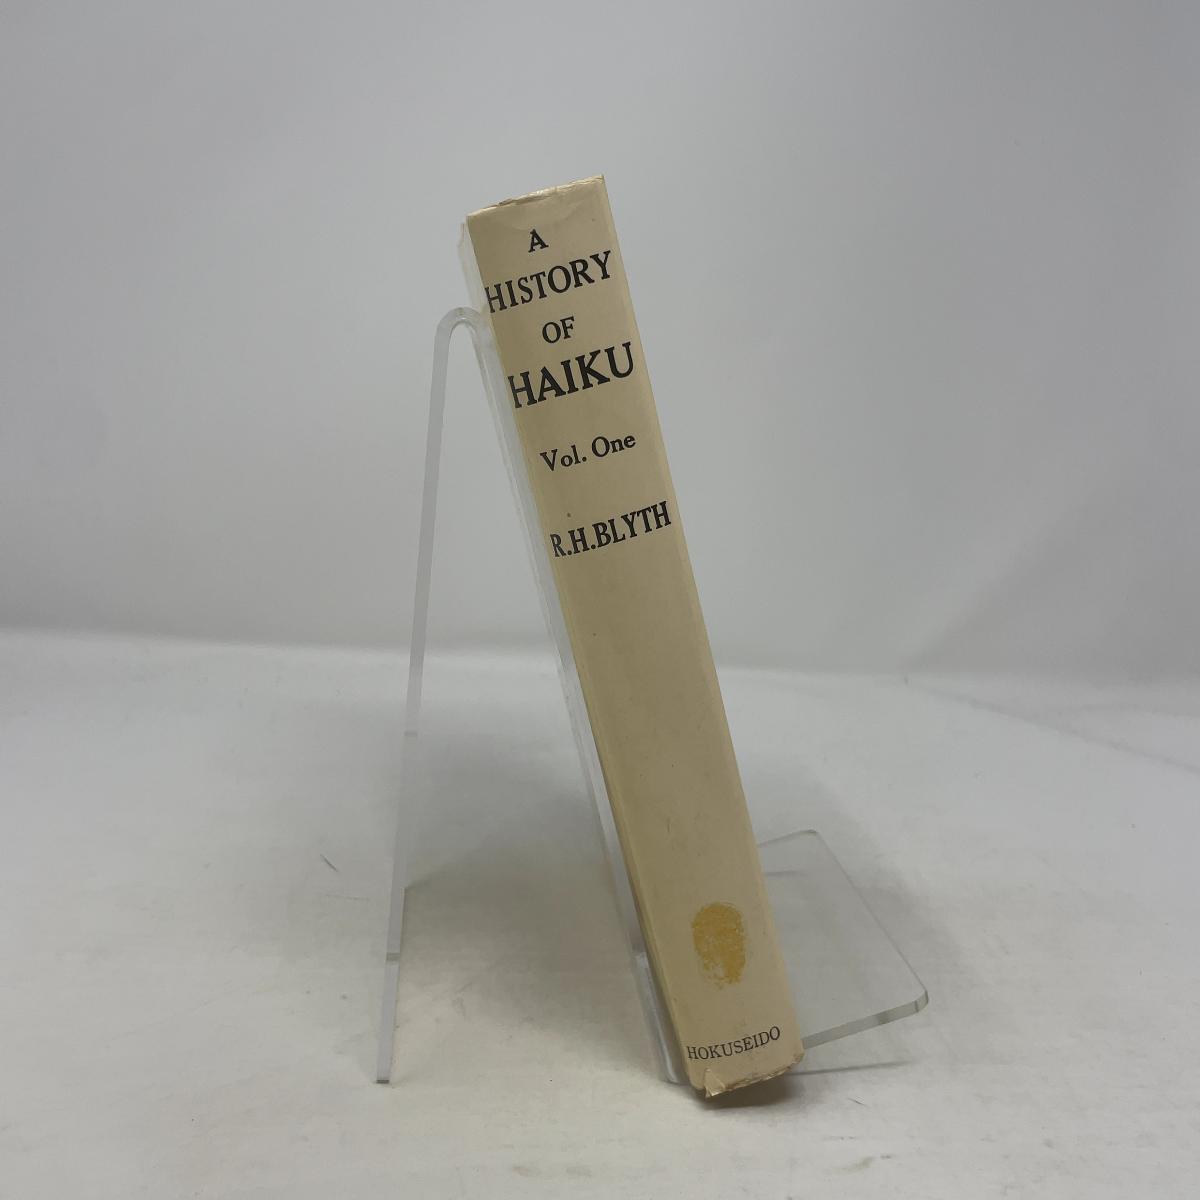 A
HISTORY
OF
HAIKU
Vol. One
R.H.BLYTH
HOKUSEIDO